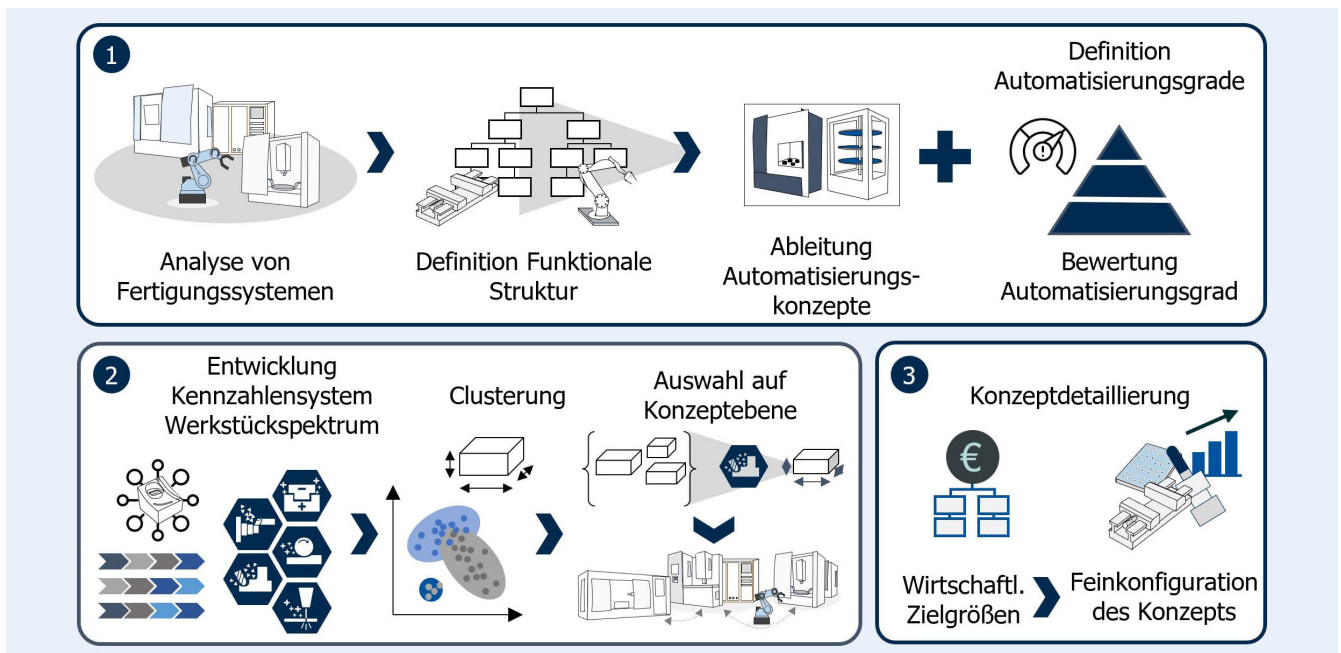 1
Analyse von
Fertigungssystemen
Definition Funktionale
Struktur
Ableitung
Automatisierungs-
konzepte
Definition
Automatisierungsgrade
Bewertung
Automatisierungsgrad
2
Entwicklung
Kennzahlensystem
Werkstückspektrum
Clusterung
Auswahl auf
Konzeptebene
3
Konzeptdetaillierung
€
Wirtschaftl.
Zielgrößen
Feinkonfiguration
des Konzepts